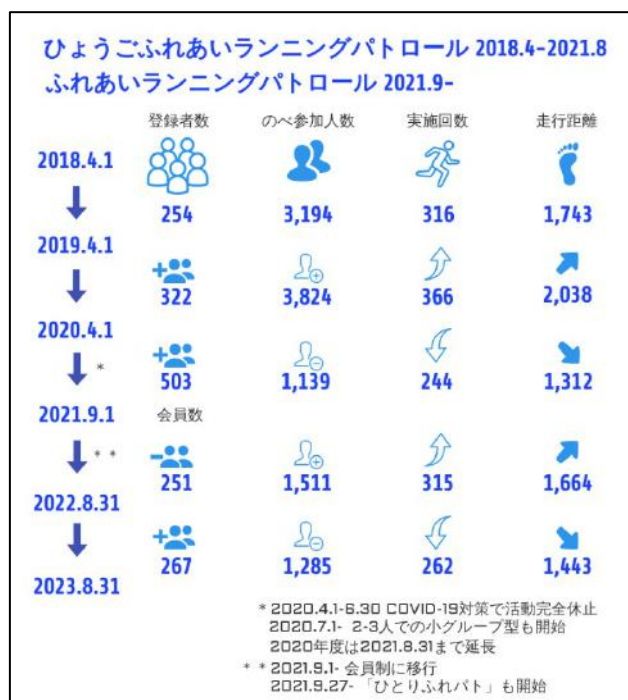 ひょうごふれあいランニングパトロール 2018.4-2021.8
ふれあいランニングパトロール 2021.9-
登録者数 のべ参加人数 実施回数 走行距離
2018.4.1
254 3,194 316 1,743
2019.4.1
322 3,824 366 2,038
2020.4.1
*
503 1,139 244 1,312
2021.9.1 会員数
* *
251 1,511 315 1,664
2022.8.31
267 1,285 262 1,443
2023.8.31
* 2020.4.1-6.30 COVID-19対策で活動完全休止
2020.7.1- 2-3人での小グループ型も開始
2020年度は2021.8.31まで延長
* * 2021.9.1- 会員制に移行
2021.9.27- 「ひとりふれパト」も開始